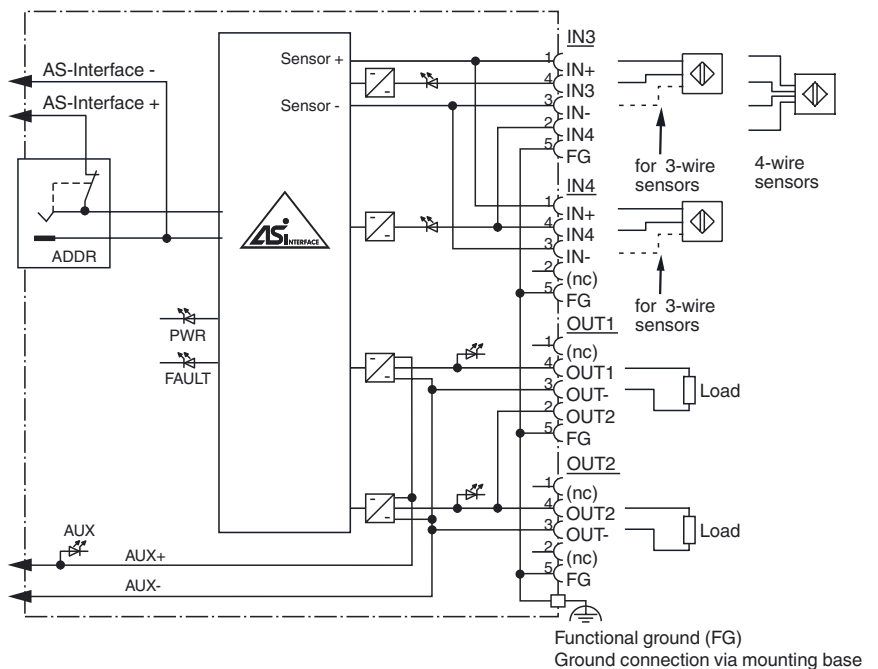 AS-Interface -
AS-Interface +
ADDR
PWR
FAULT
AUX
AUX+
AUX-
Sensor +
Sensor -
ASi INTERFACE
IN3
1 IN+
4 IN3
3 IN-
2 IN4
5 FG
IN4
1 IN+
4 IN4
3 IN-
2 (nc)
5 FG
OUT1
1 (nc)
4 OUT1
3 OUT-
2 OUT2
5 FG
OUT2
1 (nc)
4 OUT2
3 OUT-
2 (nc)
5 FG
for 3-wire
sensors
4-wire
sensors
for 3-wire
sensors
Load
Load
Functional ground (FG)
Ground connection via mounting base